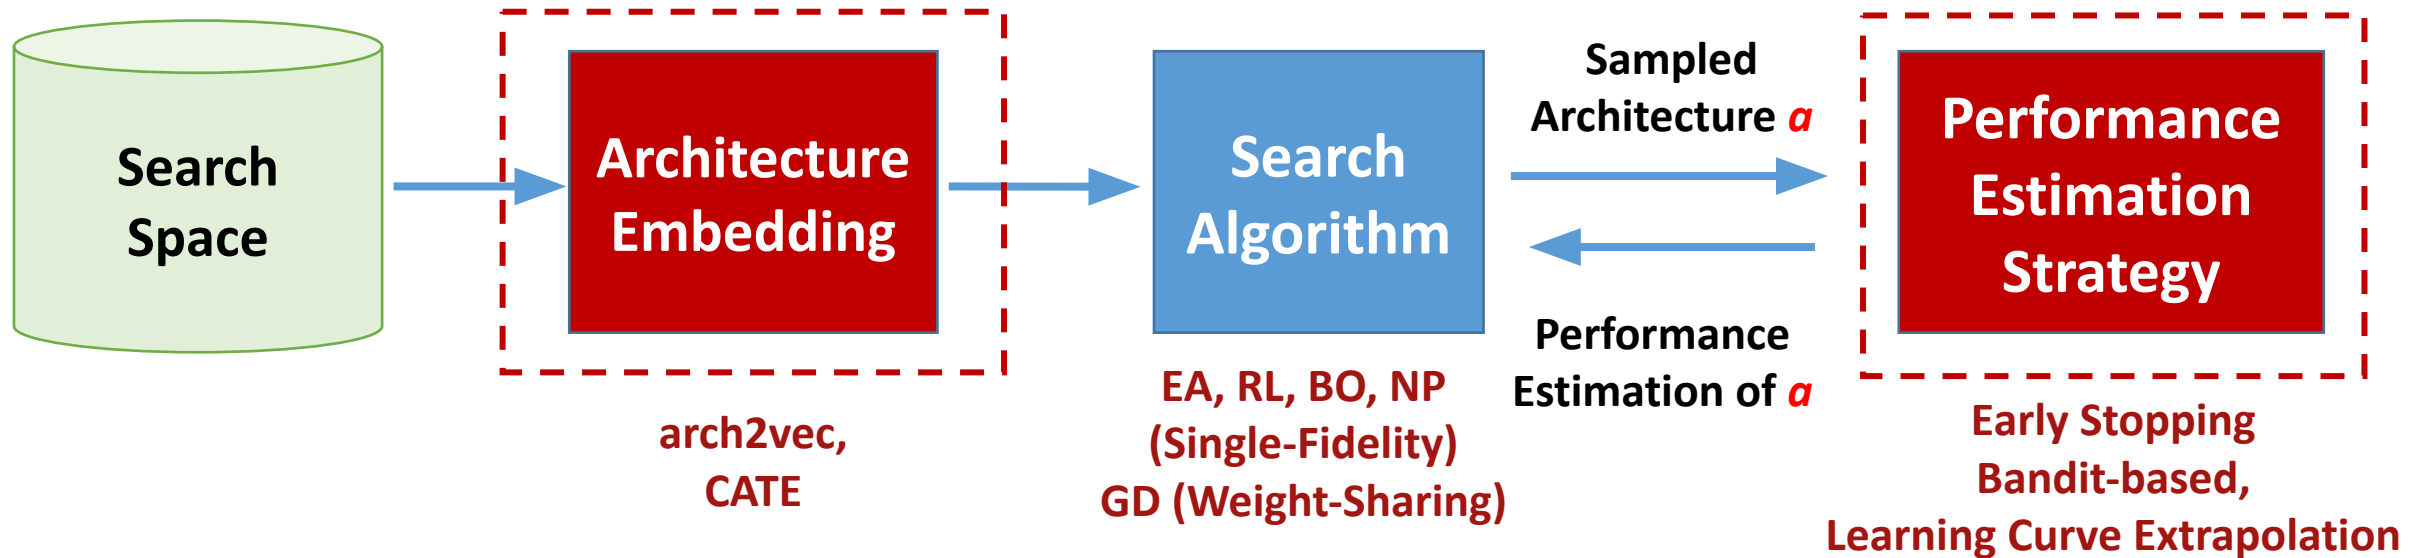 Search
Space
Architecture
Embedding
arch2vec,
CATE
Search
Algorithm
EA, RL, BO, NP
(Single-Fidelity)
GD (Weight-Sharing)
Sampled
Architecture a
Performance
Estimation of a
Performance
Estimation
Strategy
Early Stopping
Bandit-based,
Learning Curve Extrapolation